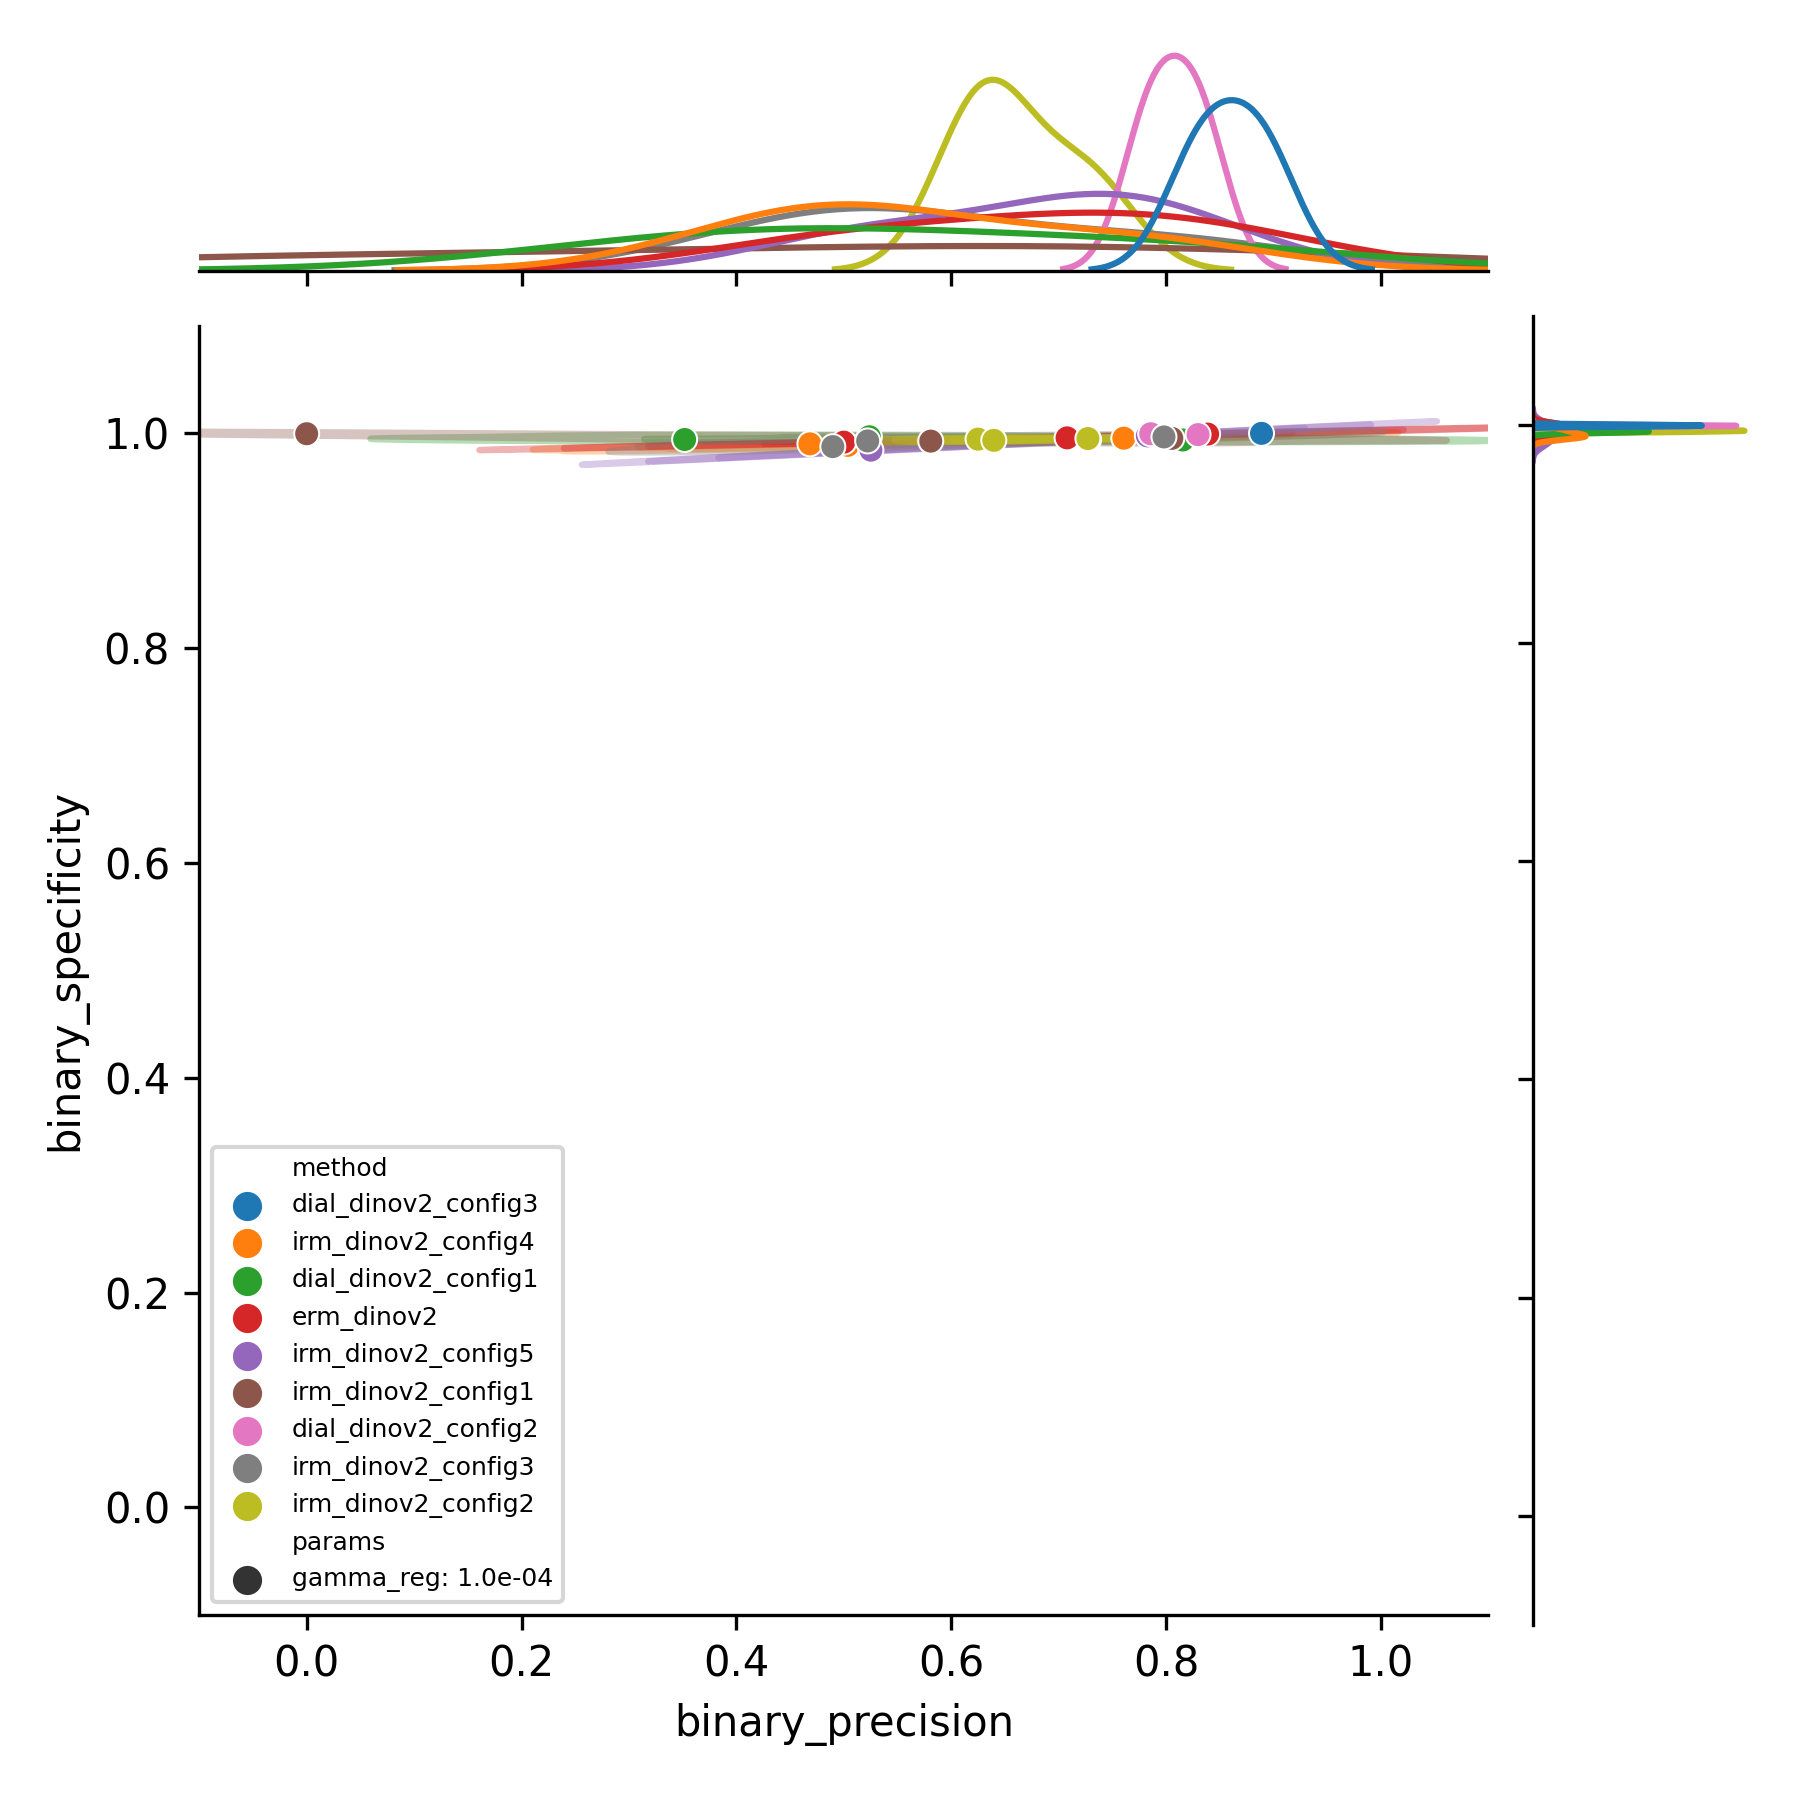 1.0
0.8
0.6
0.4
0.2
0.0
binary_specificity
method
dial_dinov2_config3
irm_dinov2_config4
dial_dinov2_config1
erm_dinov2
irm_dinov2_config5
irm_dinov2_config1
dial_dinov2_config2
irm_dinov2_config3
irm_dinov2_config2
params
gamma_reg: 1.0e-04
0.0 0.2 0.4 0.6 0.8 1.0
binary_precision